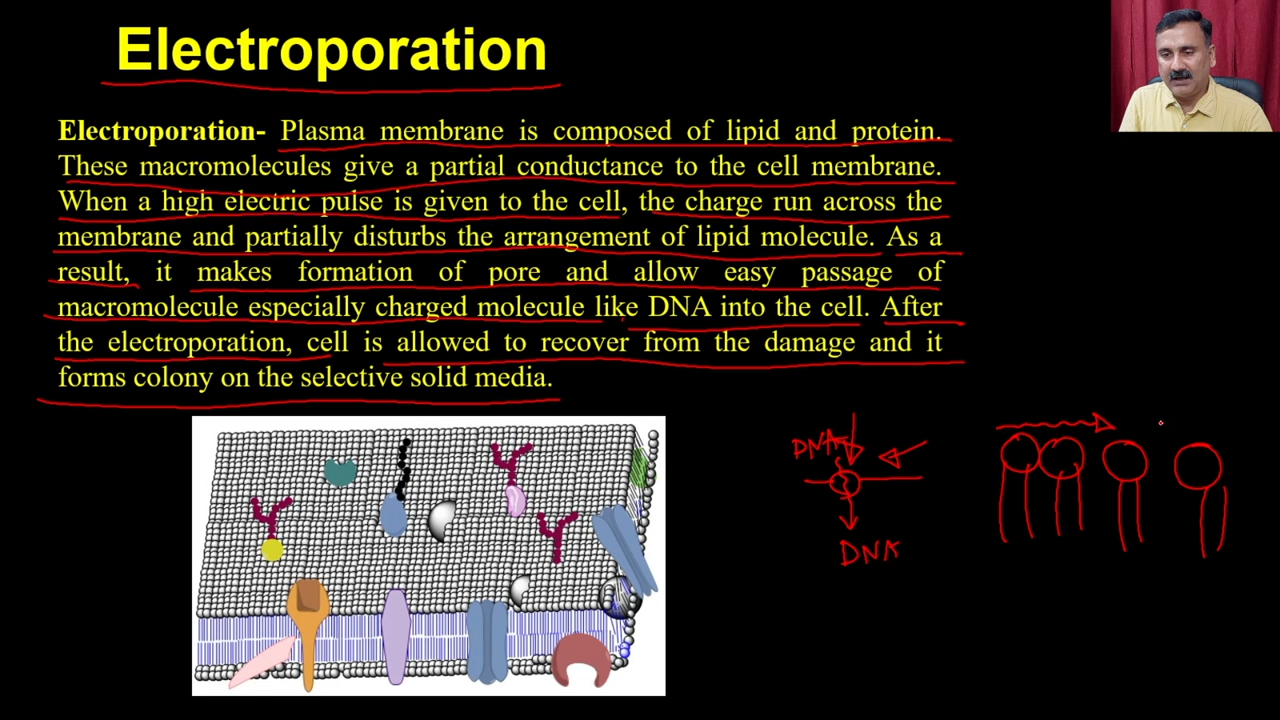 Electroporation
Electroporation- Plasma membrane is composed of lipid and protein.
These macromolecules give a partial conductance to the cell membrane.
When a high electric pulse is given to the cell, the charge run across the
membrane and partially disturbs the arrangement of lipid molecule. As a
result, it makes formation of pore and allow easy passage of
macromolecule especially charged molecule like DNA into the cell. After
the electroporation, cell is allowed to recover from the damage and it
forms colony on the selective solid media.
DNA
DNA